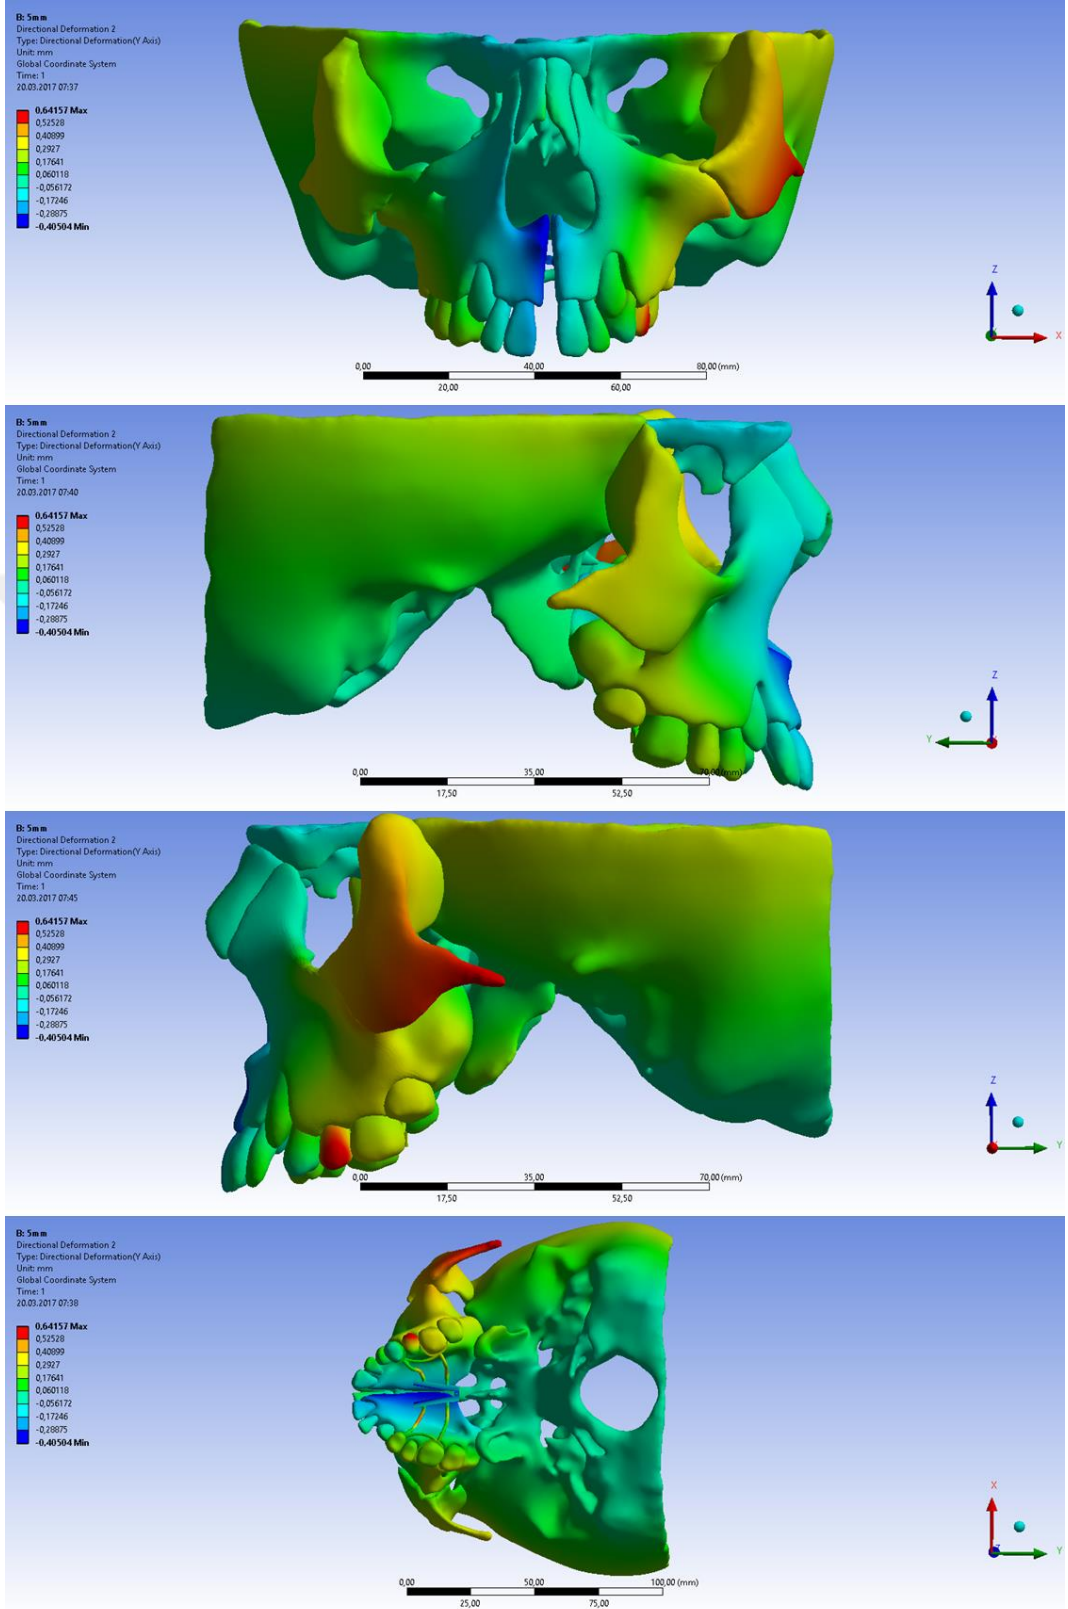 B: 5mm
Directional Deformation 2
Type: Directional Deformation(Y Axis)
Unit: mm
Global Coordinate System
Time: 1
20.03.2017 07:37
0,64157 Max
0,52528
0,40899
0,2927
0,17641
0,060118
-0,056172
-0,17246
-0,28875
-0,40504 Min
Z
X
0,00 40,00 80,00 (mm)
20,00 60,00
B: 5mm
Directional Deformation 2
Type: Directional Deformation(Y Axis)
Unit: mm
Global Coordinate System
Time: 1
20.03.2017 07:40
0,64157 Max
0,52528
0,40899
0,2927
0,17641
0,060118
-0,056172
-0,17246
-0,28875
-0,40504 Min
Z
Y
0,00 35,00 70,00 (mm)
17,50 52,50
B: 5mm
Directional Deformation 2
Type: Directional Deformation(Y Axis)
Unit: mm
Global Coordinate System
Time: 1
20.03.2017 07:45
0,64157 Max
0,52528
0,40899
0,2927
0,17641
0,060118
-0,056172
-0,17246
-0,28875
-0,40504 Min
Z
Y
0,00 35,00 70,00 (mm)
17,50 52,50
B: 5mm
Directional Deformation 2
Type: Directional Deformation(Y Axis)
Unit: mm
Global Coordinate System
Time: 1
20.03.2017 07:38
0,64157 Max
0,52528
0,40899
0,2927
0,17641
0,060118
-0,056172
-0,17246
-0,28875
-0,40504 Min
X
Z
Y
0,00 50,00 100,00 (mm)
25,00 75,00